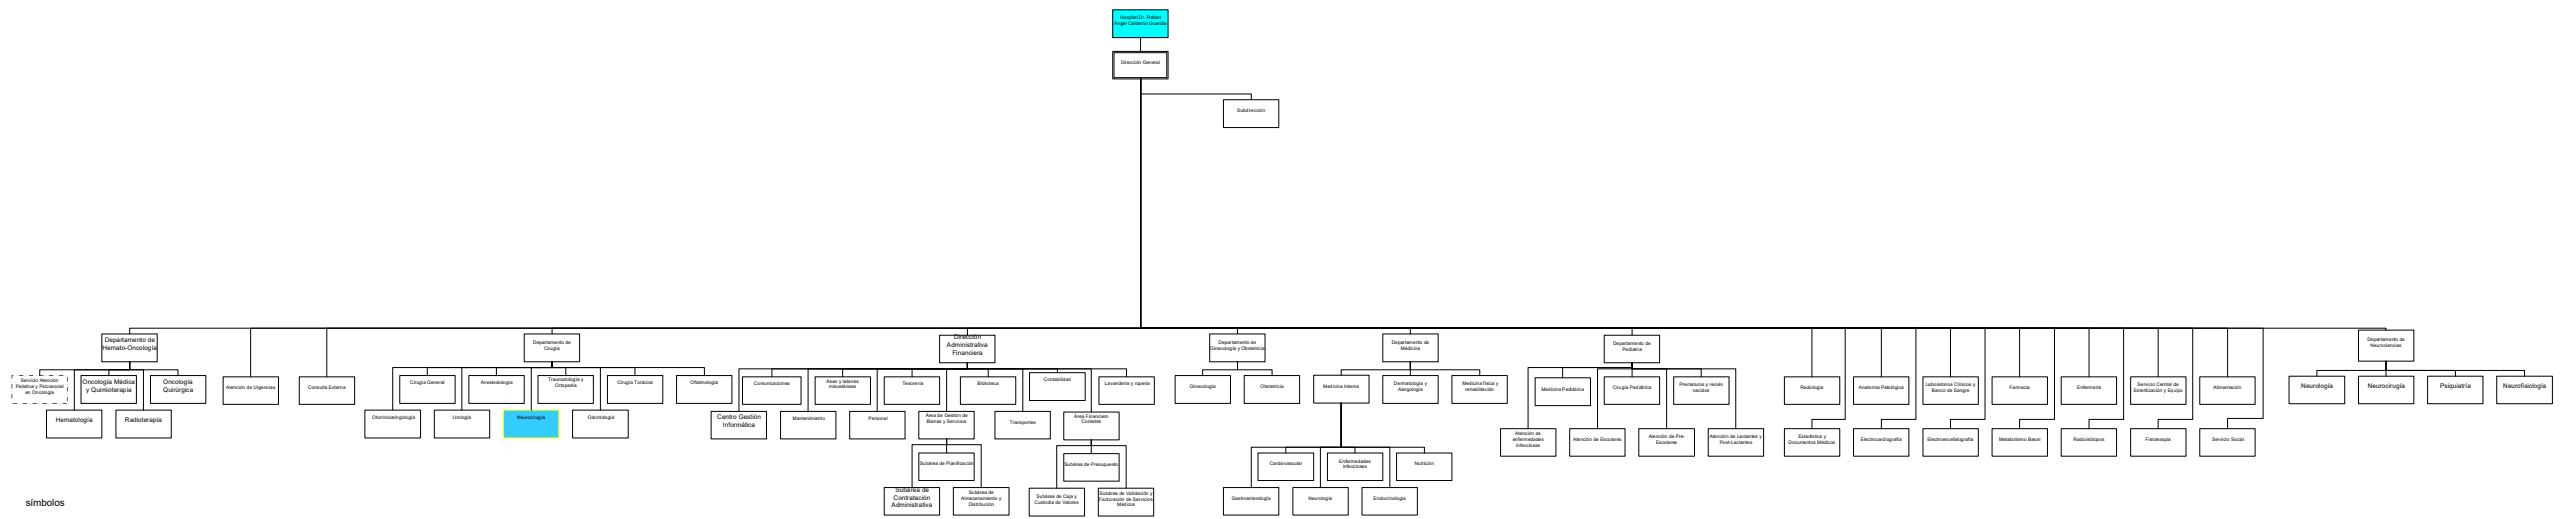 Hospital Dr. Rafael
Ángel Calderón Guardia
Dirección General
Subdirección
Departamento de
Hemato-Oncología
Departamento de
Cirugía
Dirección
Administrativa
Financiera
Departamento de
Ginecología y Obstetricia
Departamento de
Médicina
Departamento de
Pediatría
Departamento de
Neurociencias
Servicio Atención
Paliativa y Psicosocial
en Oncología
Oncología Médica
y Quimioterapia
Oncología
Quirúrgica
Atención de Urgencias
Consulta Externa
Cirugía General
Anestesiología
Traumatología y
Ortopedia
Cirugía Torácica
Oftalmología
Comunicaciones
Aseo y labores
misceláneas
Tesorería
Biblioteca
Contabilidad
Lavandería y ropería
Ginecología
Obstetricia
Medicina Interna
Dermatología y
Alergología
Medicina física y
rehabilitación
Medicina Pediátrica
Cirugía Pediátrica
Prematuros y recién
nacidos
Radiología
Anatomía Patológica
Laboratorios Clínicos y
Banco de Sangre
Farmacia
Enfermería
Servicio Central de
Esterilización y Equipo
Alimentación
Neurología
Neurocirugía
Psiquiatría
Neurofisiología
Hematología
Radioterapia
Otorrinolaringología
Urología
Neurocirugía
Odontología
Centro Gestión
Informática
Mantenimiento
Personal
Área de Gestión de
Bienes y Servicios
Transportes
Área Financiero
Contable
Atención de
enfermedades
infecciosas
Atención de Escolares
Atención de Pre-
Escolares
Atención de Lactantes y
Post-Lactantes
Estadística y
Documentos Médicos
Electrocardiografía
Electroencefalografía
Metabolismo Basal
Radioisótopos
Fisioterapia
Servicio Social
Subárea de Planificación
Subárea de Presupuesto
Cardiovascular
Enfermedades
infecciosas
Nutrición
Subárea de
Contratación
Administrativa
Subárea de
Almacenamiento y
Distribución
Subárea de Caja y
Custodia de Valores
Subárea de Validación y
Facturación de Servicios
Médicos
Gastroenterología
Neurología
Endocrinología
símbolos